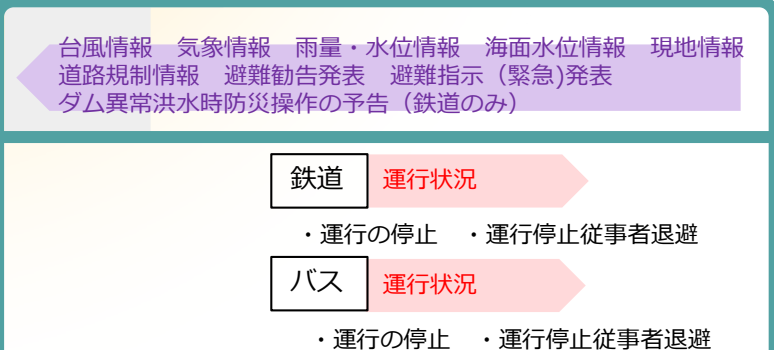 台風情報　気象情報　雨量・水位情報　海面水位情報　現地情報
道路規制情報　避難勧告発表　避難指示（緊急)発表
ダム異常洪水時防災操作の予告（鉄道のみ）
鉄道　運行状況
・運行の停止　・運行停止従事者退避
バス　運行状況
・運行の停止　・運行停止従事者退避